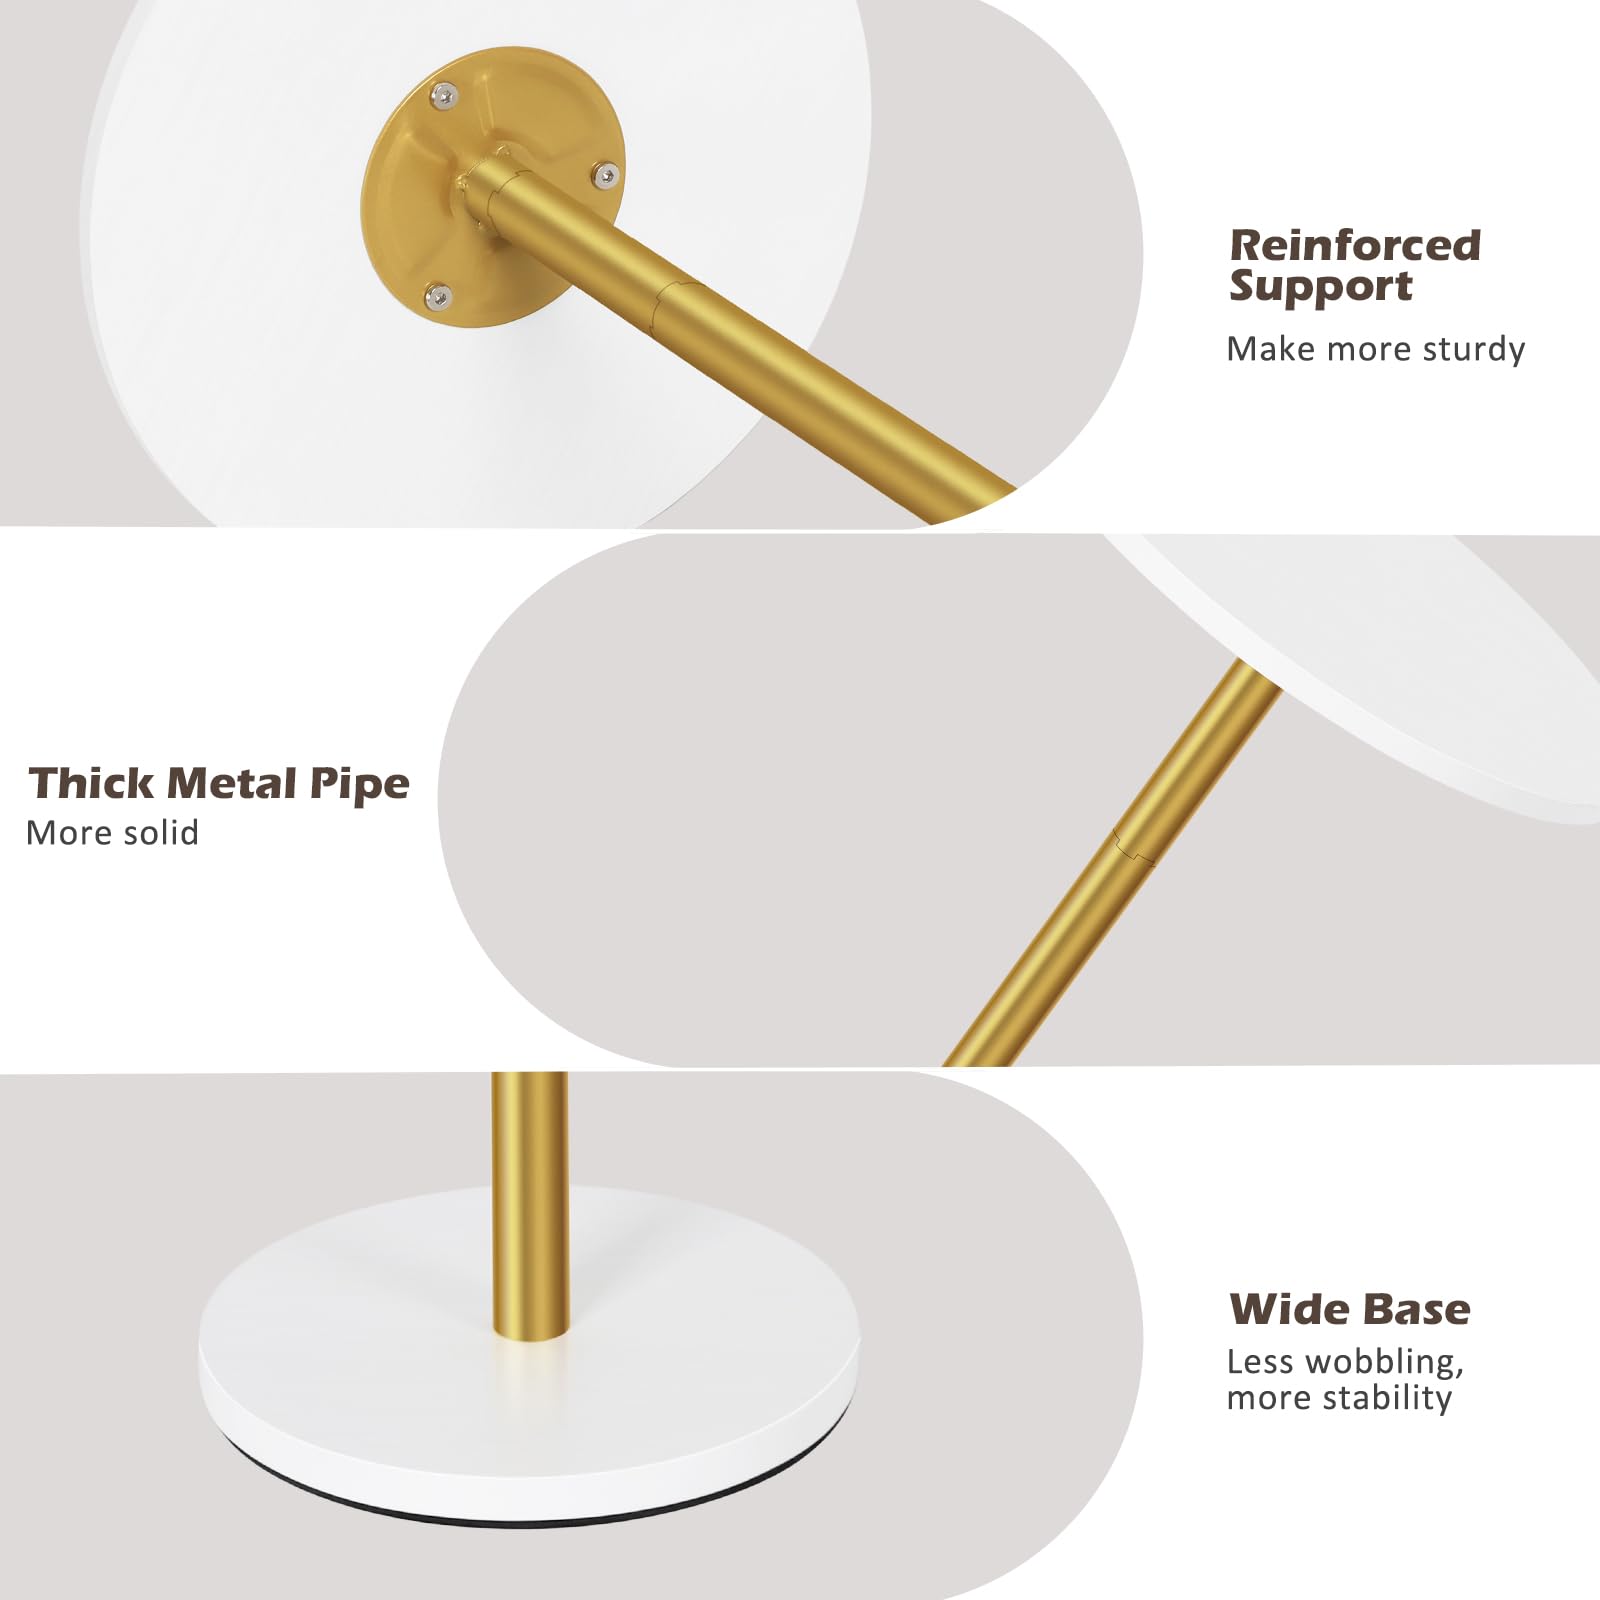 Reinforced
Support
Make more sturdy
Thick Metal Pipe
More solid
Wide Base
Less wobbling,
more stability